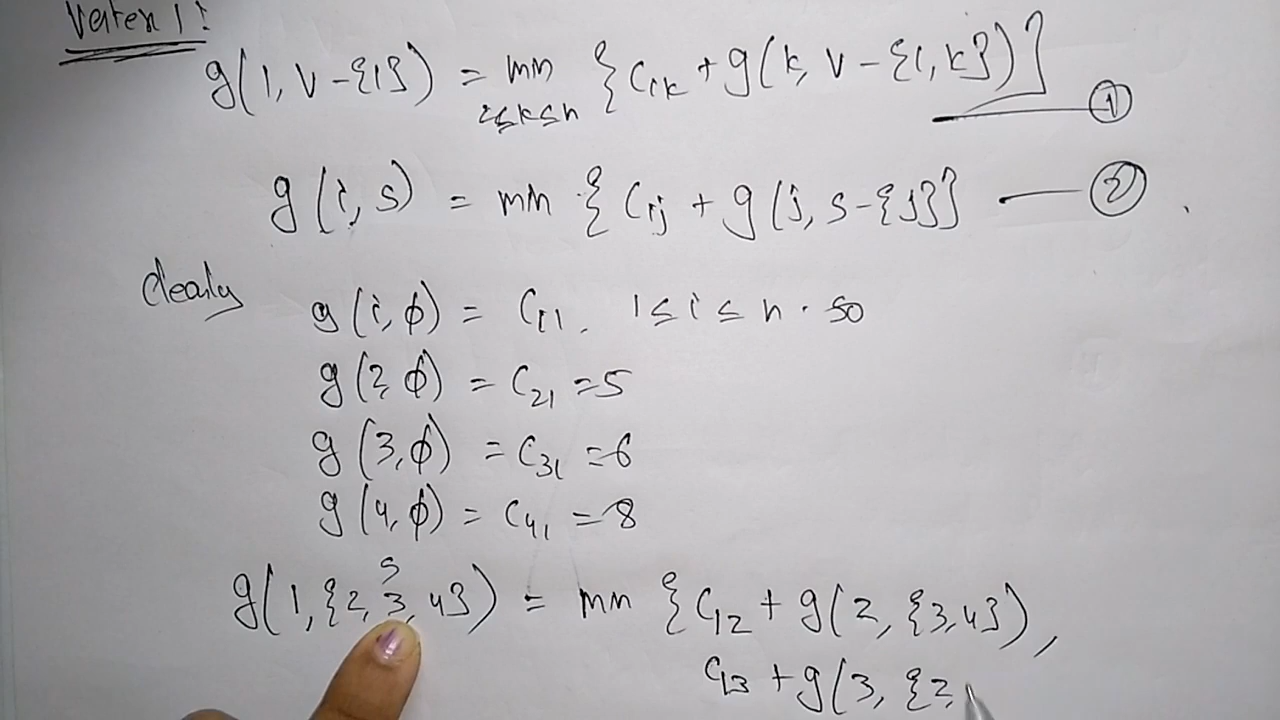 Vertex 1:
g(1, V-{1}) = min {C1k + g(k, V-{1,k})}
2≤k≤n
1
g(i, s) = min {Cij + g(j, s-{j})} — 2
clearly
g(i,ϕ) = Ci1. 1≤i≤n. so
g(2,ϕ) = C21 = 5
g(3,ϕ) = C31 = 6
g(4,ϕ) = C41 = 8
s
g(1,{2,3,4}) = min {C12 + g(2,{3,4}),
C13 + g(3, {2,